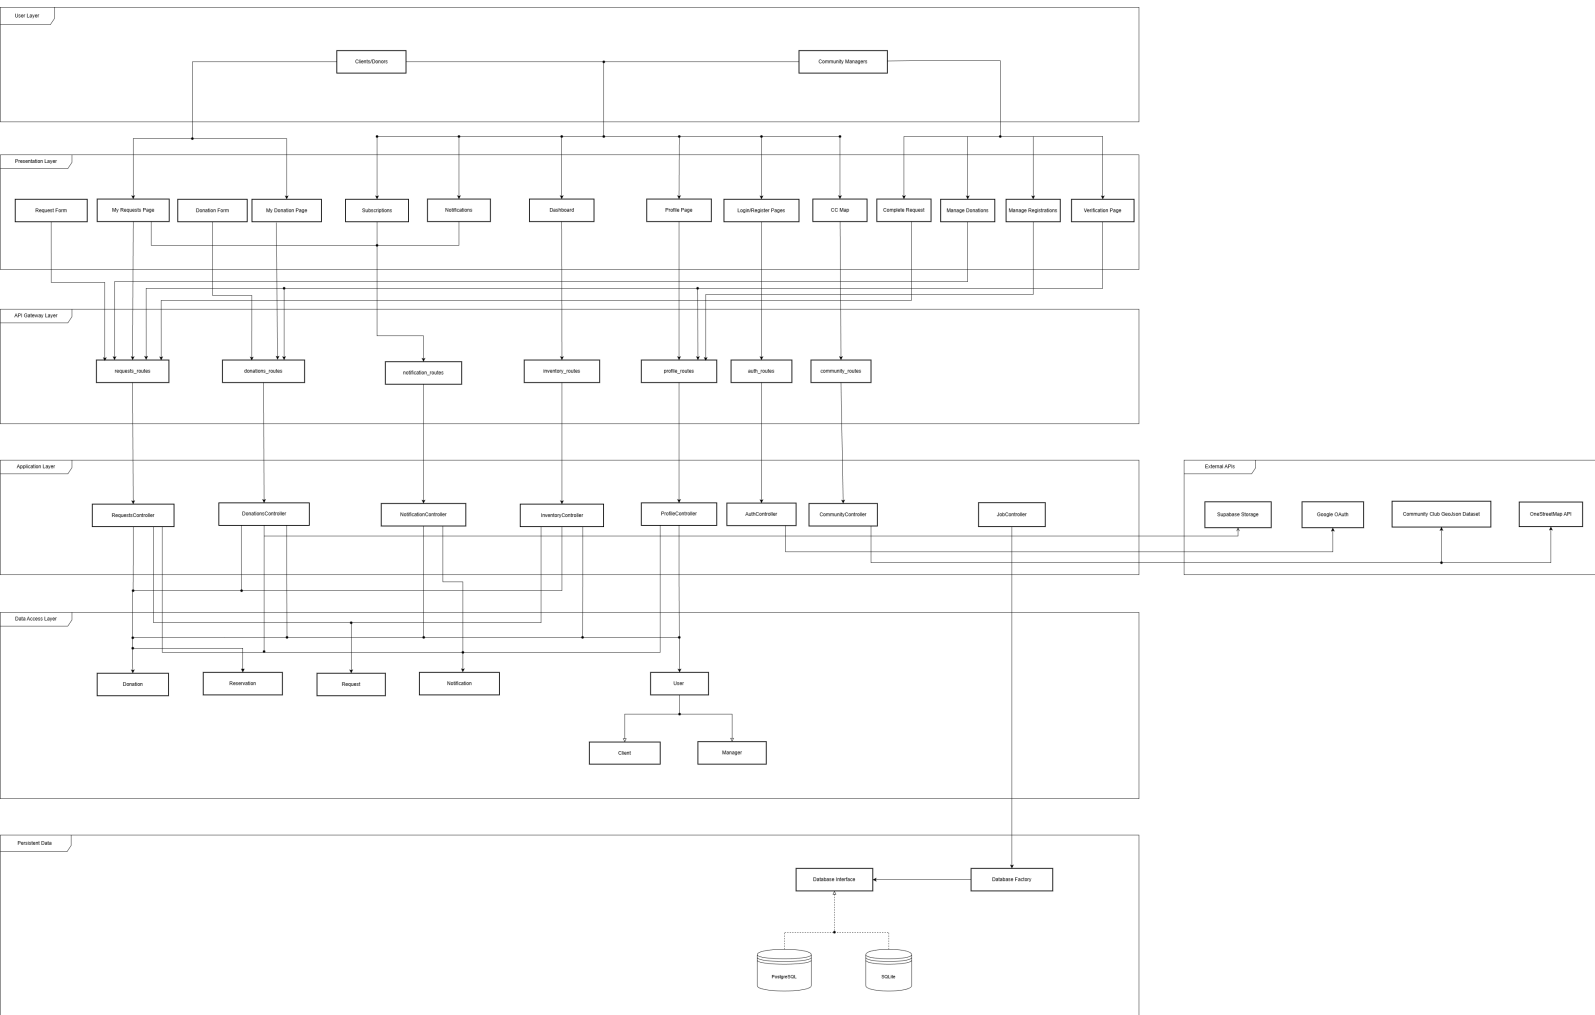 User Layer
Clients/Donors
Community Managers
Presentation Layer
Request Form
My Requests Page
Donation Form
My Donation Page
Subscriptions
Notifications
Dashboard
Profile Page
Login/Register Pages
CC Map
Complete Request
Manage Donations
Manage Registrations
Verification Page
API Gateway Layer
requests_routes
donations_routes
notification_routes
inventory_routes
profile_routes
auth_routes
community_routes
Application Layer
External APIs
RequestsController
DonationsController
NotificationController
InventoryController
ProfileController
AuthController
CommunityController
JobController
Supabase Storage
Google OAuth
Community Club GeoJson Dataset
OneStreetMap API
Data Access Layer
Donation
Reservation
Request
Notification
User
Client
Manager
Persistent Data
Database Interface
Database Factory
PostgreSQL
SQLite